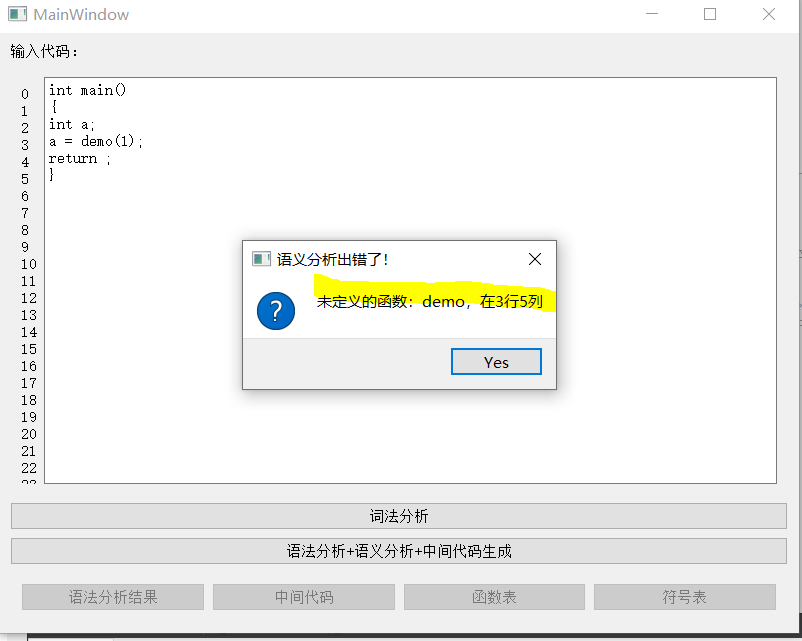 MainWindow
输入代码：
0
1
2
3
4
5
6
7
8
9
10
11
12
13
14
15
16
17
18
19
20
21
22
int main()
{
int a;
a = demo(1);
return ;
}
语义分析出错了！
未定义的函数：demo，在3行5列
Yes
词法分析
语法分析+语义分析+中间代码生成
语法分析结果
中间代码
函数表
符号表